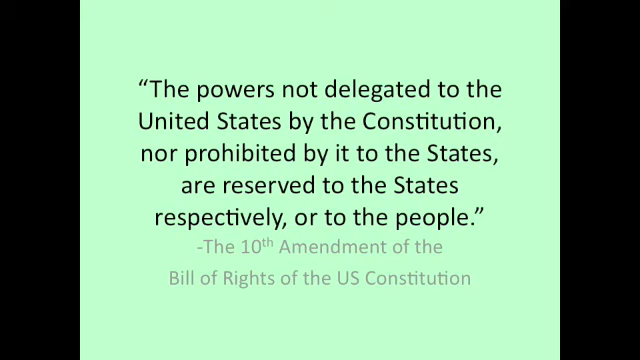 “The powers not delegated to the
United States by the Constitution,
nor prohibited by it to the States,
are reserved to the States
respectively, or to the people.”
-The 10th Amendment of the
Bill of Rights of the US Constitution